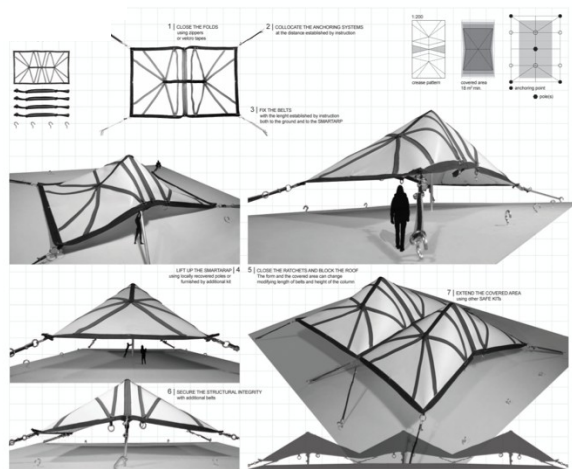 1 | CLOSE THE FOLDS
using zippers
or velcro tapes
2 | COLLOCATE THE ANCHORING SYSTEMS
at the distance established by instruction
1:200
crease pattern
covered area
18 m² min.
anchoring point
pole(s)
3 | FIX THE BELTS
with the lenght established by instruction
both to the ground and to the SMARTARP
LIFT UP THE SMARTARAP | 4
using locally recovered poles or
furnished by additional kit
5 | CLOSE THE RATCHETS AND BLOCK THE ROOF
The form and the covered area can change
modifying length of belts and height of the column
7 | EXTEND THE COVERED AREA
using other SAFE KITs
6 | SECURE THE STRUCTURAL INTEGRITY
with additional belts